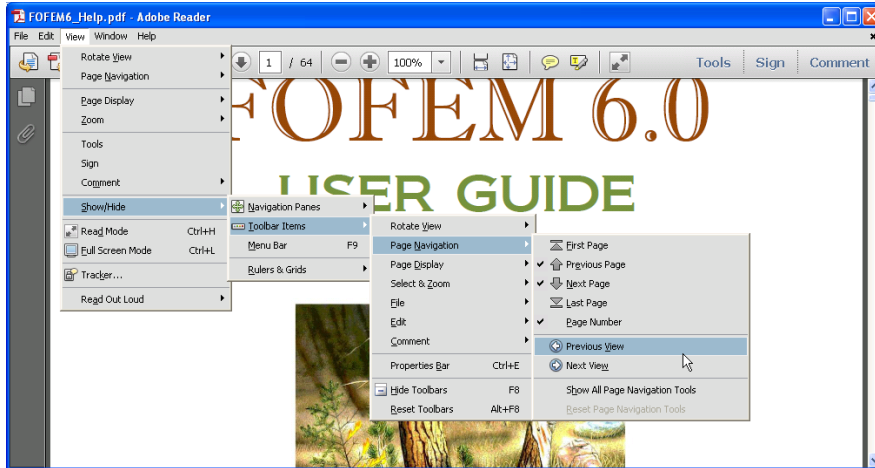 FOFEM6_Help.pdf - Adobe Reader
File Edit View Window Help
1 / 64 100% Tools Sign Comment
Rotate View
Page Navigation
Page Display
Zoom
Tools
Sign
Comment
Show/Hide
Read Mode Ctrl+H
Full Screen Mode Ctrl+L
Tracker...
Read Out Loud
Navigation Panes
Toolbar Items
Menu Bar F9
Rulers & Grids
Rotate View
Page Navigation
Page Display
Select & Zoom
File
Edit
Comment
Properties Bar Ctrl+E
Hide Toolbars F8
Reset Toolbars Alt+F8
First Page
Previous Page
Next Page
Last Page
Page Number
Previous View
Next View
Show All Page Navigation Tools
Reset Page Navigation Tools
FOFEM 6.0
USER GUIDE